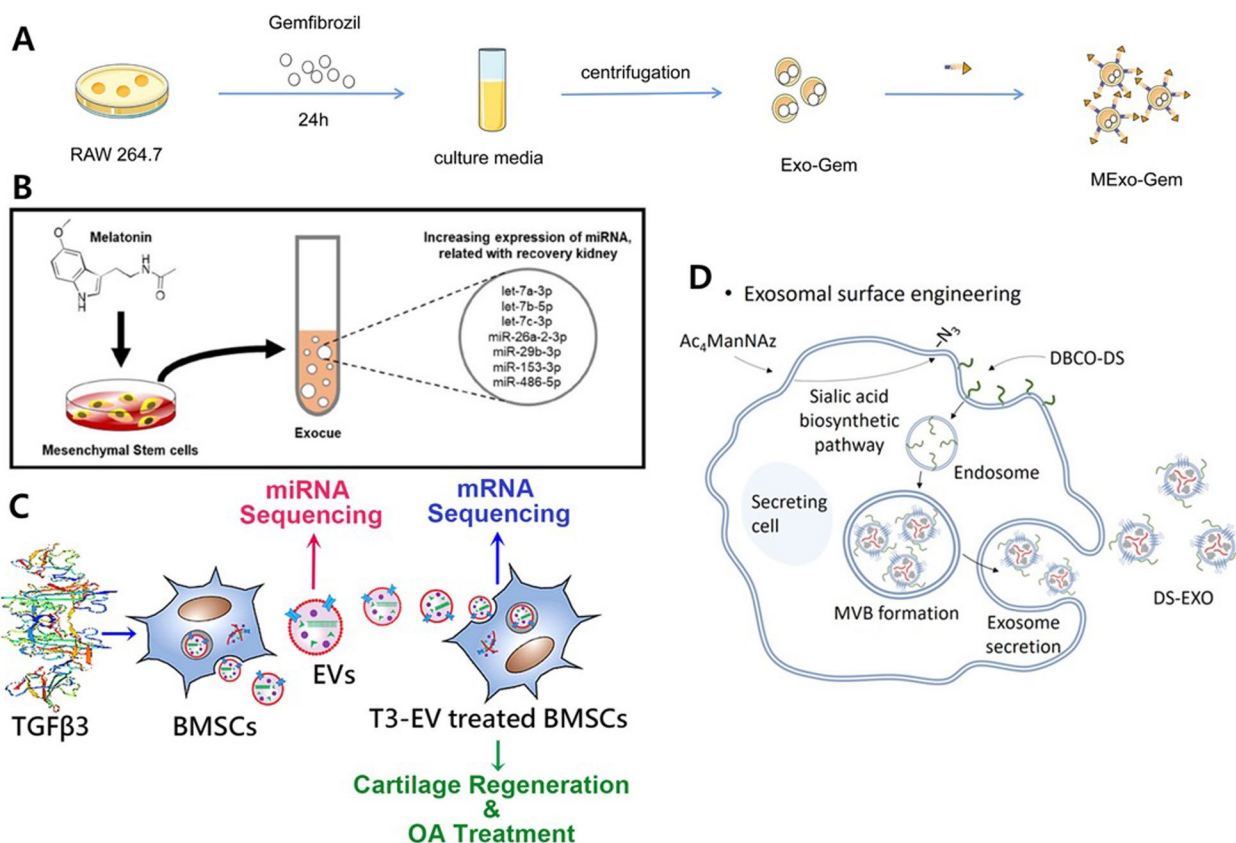 A
Gemfibrozil
24h
centrifugation
RAW 264.7
culture media
Exo-Gem
MExo-Gem
B
Melatonin
O
NH
O
N
H
Mesenchymal Stem cells
Exocue
Increasing expression of miRNA,
related with recovery kidney
let-7a-3p
let-7b-5p
let-7c-3p
miR-26a-2-3p
miR-29b-3p
miR-153-3p
miR-486-5p
C
miRNA
Sequencing
mRNA
Sequencing
TGFβ3
BMSCs
EVs
T3-EV treated BMSCs
Cartilage Regeneration
&
OA Treatment
D
• Exosomal surface engineering
Ac₄ManNAz
-N₃
DBCO-DS
Sialic acid
biosynthetic
pathway
Endosome
Secreting
cell
MVB formation
Exosome
secretion
DS-EXO